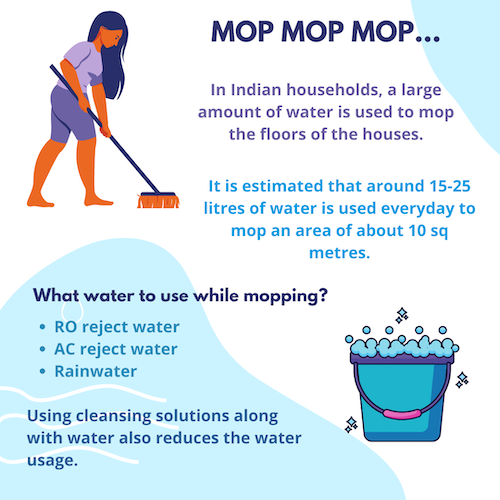 MOP MOP MOP...
In Indian households, a large
amount of water is used to mop
the floors of the houses.
It is estimated that around 15-25
litres of water is used everyday to
mop an area of about 10 sq
metres.
What water to use while mopping?
• RO reject water
• AC reject water
• Rainwater
Using cleansing solutions along
with water also reduces the water
usage.